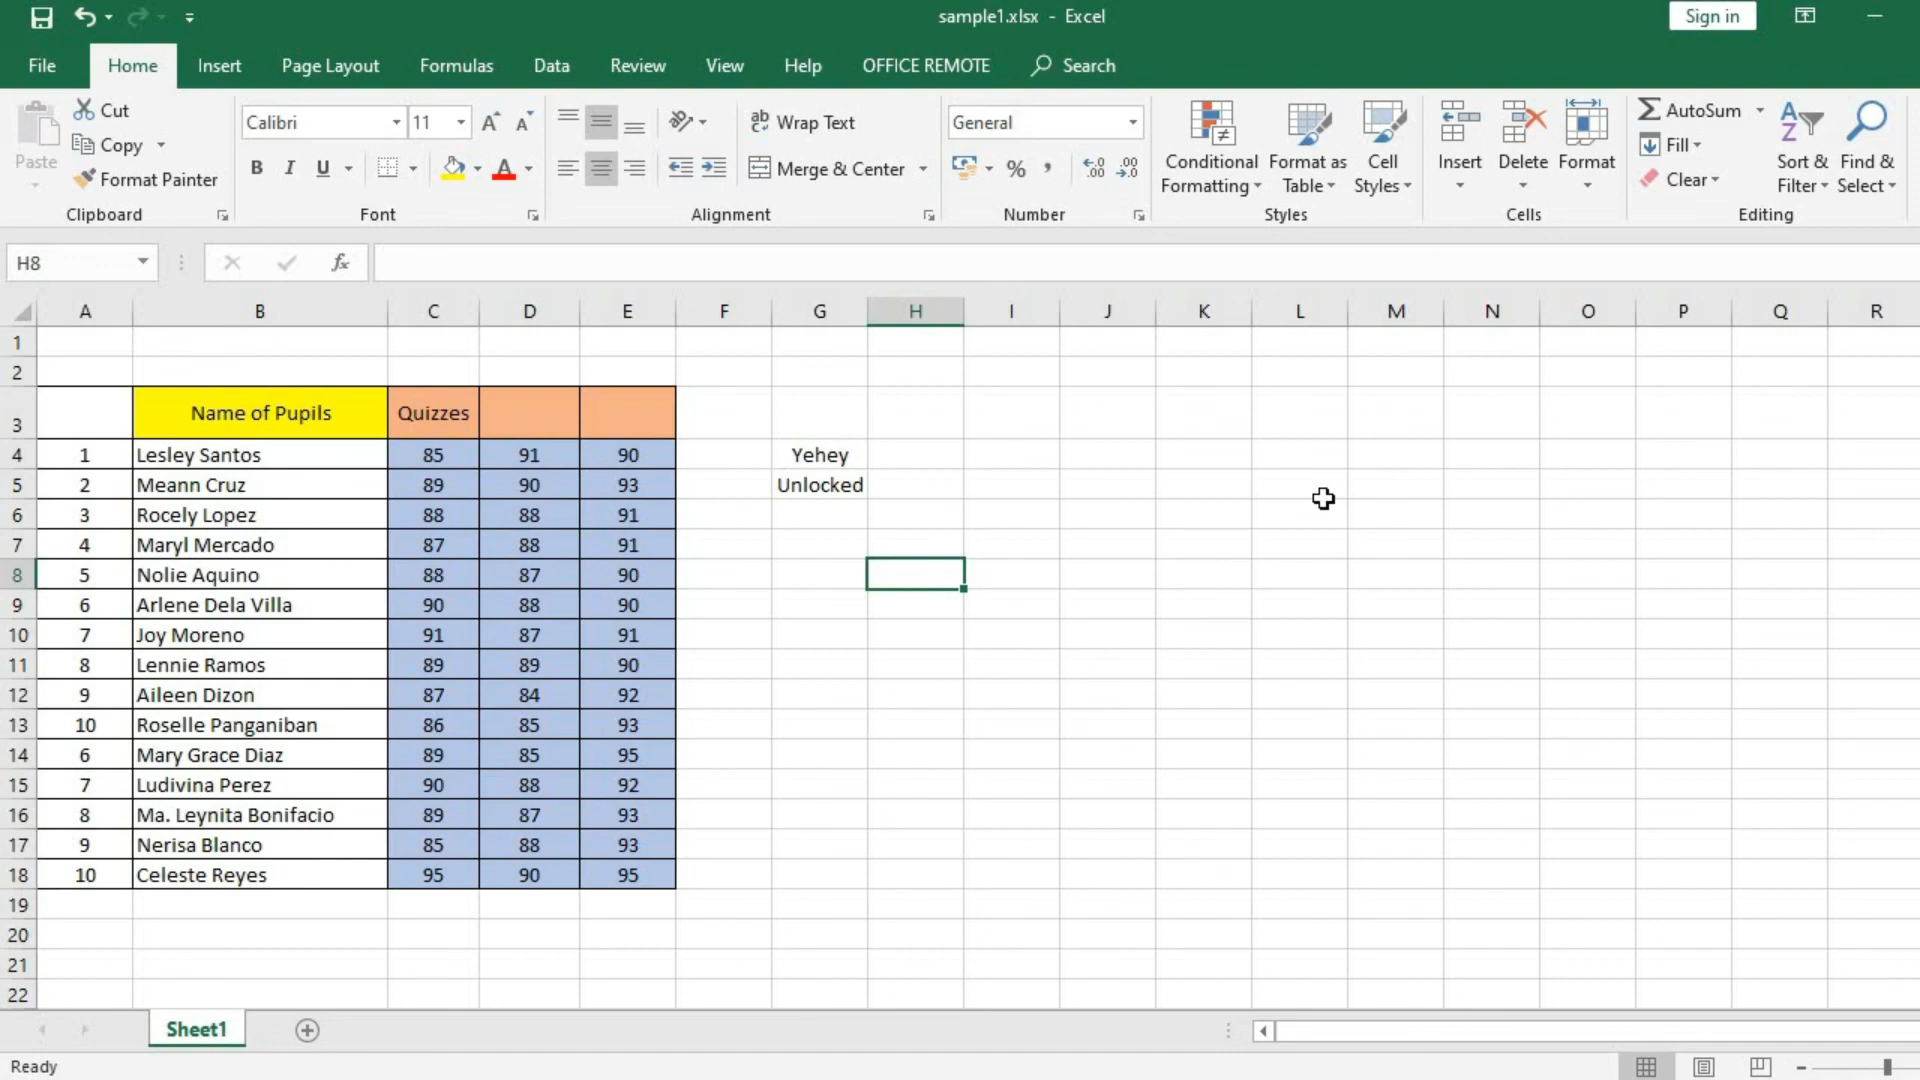 sample1.xlsx - Excel
Sign in
File Home Insert Page Layout Formulas Data Review View Help OFFICE REMOTE Search
Paste
Cut
Copy
Format Painter
Clipboard
Calibri 11
B I U A
Font
Wrap Text
Merge & Center
Alignment
General
% ,
Number
Conditional Formatting
Format as Table
Cell Styles
Styles
Insert Delete Format
Cells
AutoSum
Fill
Clear
Sort & Filter
Find & Select
Editing
H8 fx
A B C D E F G H I J K L M N O P Q R
1
2
3 Name of Pupils Quizzes
4 1 Lesley Santos 85 91 90 Yehey
5 2 Meann Cruz 89 90 93 Unlocked
6 3 Rocely Lopez 88 88 91
7 4 Maryl Mercado 87 88 91
8 5 Nolie Aquino 88 87 90
9 6 Arlene Dela Villa 90 88 90
10 7 Joy Moreno 91 87 91
11 8 Lennie Ramos 89 89 90
12 9 Aileen Dizon 87 84 92
13 10 Roselle Panganiban 86 85 93
14 6 Mary Grace Diaz 89 85 95
15 7 Ludivina Perez 90 88 92
16 8 Ma. Leynita Bonifacio 89 87 93
17 9 Nerisa Blanco 85 88 93
18 10 Celeste Reyes 95 90 95
19
20
21
22
Sheet1
Ready